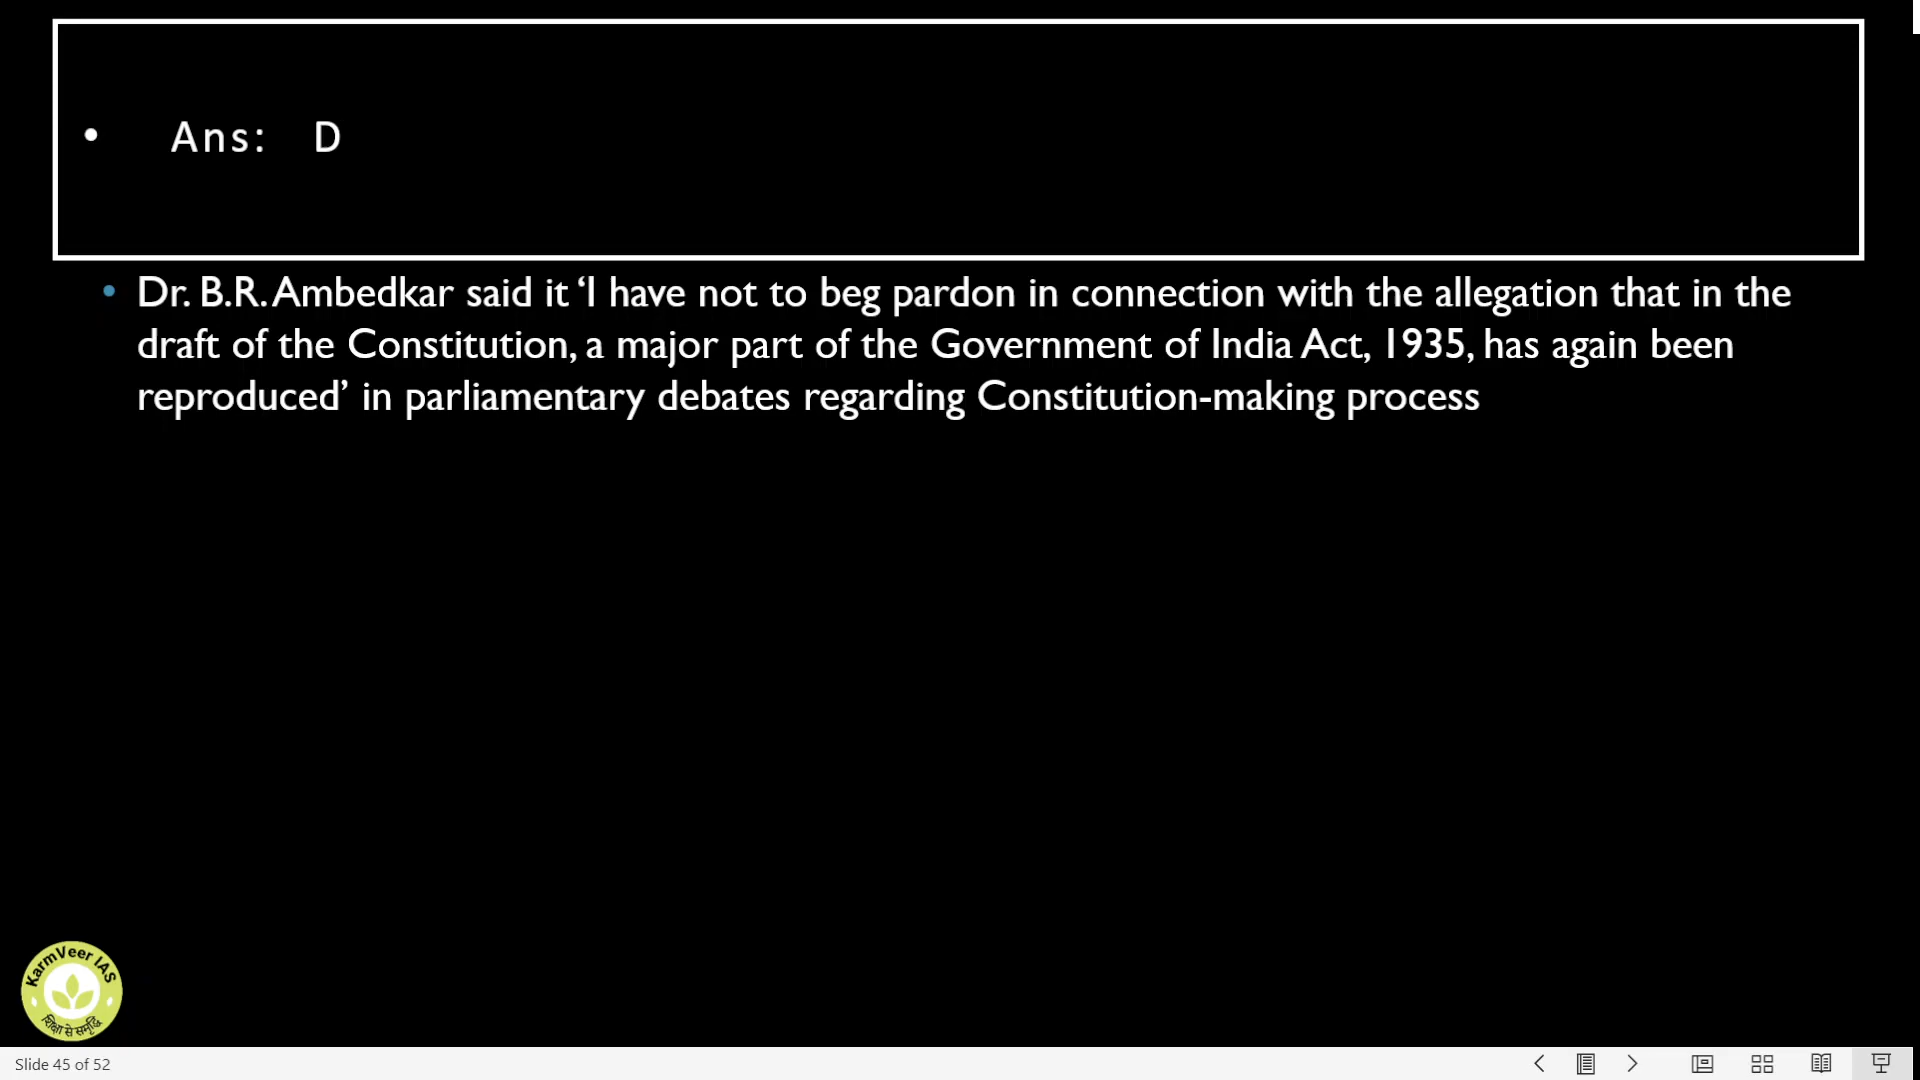 • Ans: D
• Dr. B.R. Ambedkar said it ‘I have not to beg pardon in connection with the allegation that in the
draft of the Constitution, a major part of the Government of India Act, 1935, has again been
reproduced’ in parliamentary debates regarding Constitution-making process
KarmVeer IAS
शिक्षा से समृद्धि
Slide 45 of 52